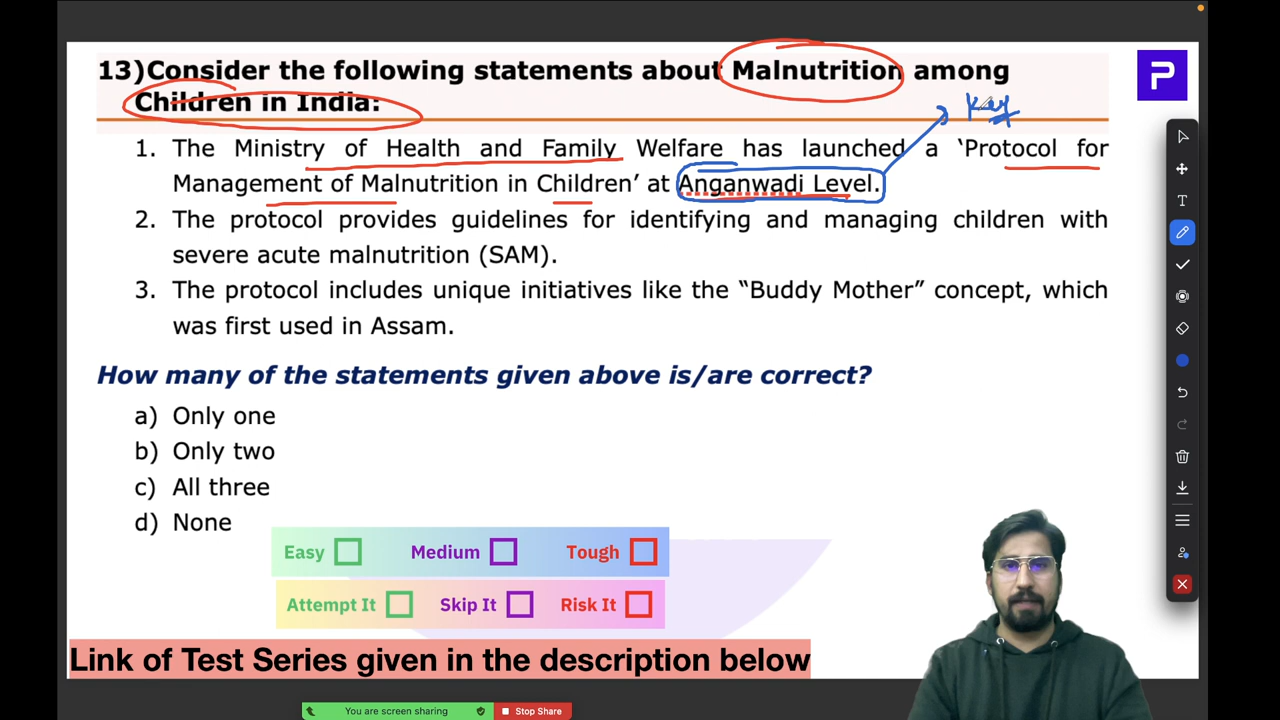 13)Consider the following statements about Malnutrition among
Children in India:
Key
1. The Ministry of Health and Family Welfare has launched a ‘Protocol for
Management of Malnutrition in Children’ at Anganwadi Level.
2. The protocol provides guidelines for identifying and managing children with
severe acute malnutrition (SAM).
3. The protocol includes unique initiatives like the “Buddy Mother” concept, which
was first used in Assam.
How many of the statements given above is/are correct?
a) Only one
b) Only two
c) All three
d) None
Easy Medium Tough
Attempt It Skip It Risk It
Link of Test Series given in the description below
You are screen sharing Stop Share
P
T